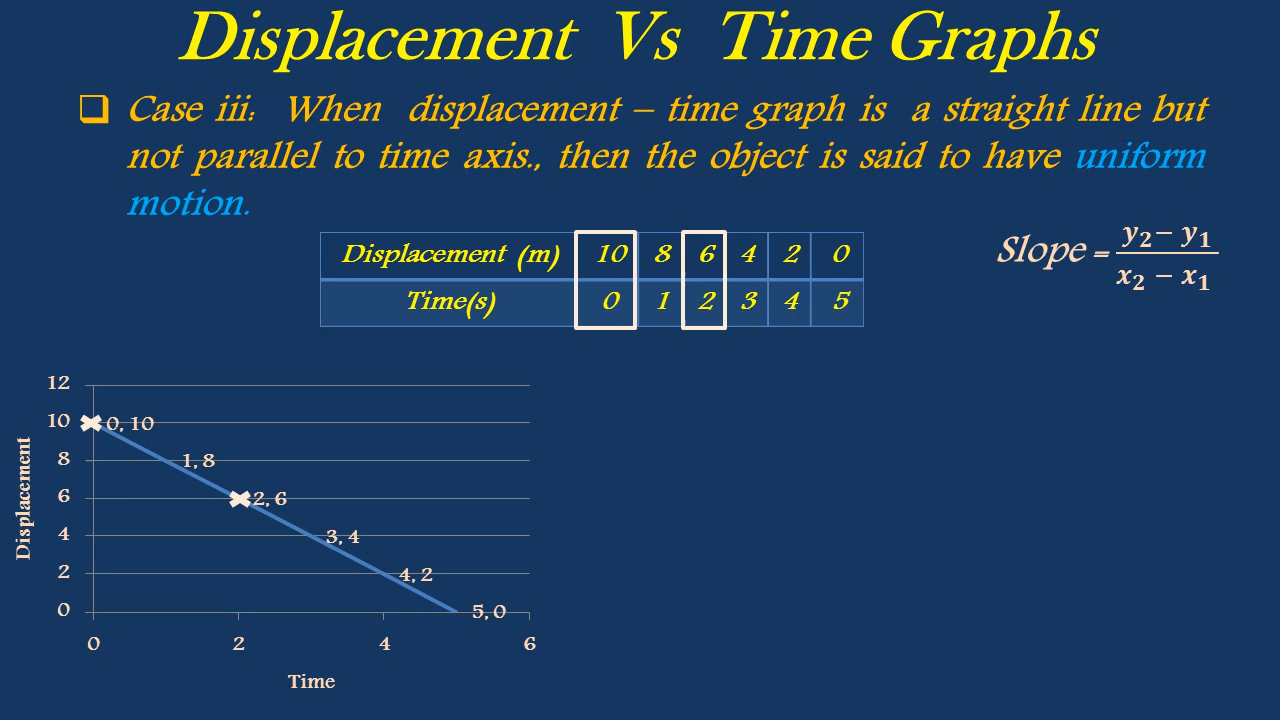 Displacement Vs Time Graphs
❑ Case iii: When displacement – time graph is a straight line but
not parallel to time axis., then the object is said to have uniform
motion.
Displacement (m) 10 8 6 4 2 0
Time(s) 0 1 2 3 4 5
Slope = (y₂ – y₁) / (x₂ – x₁)
12
10
8
6
4
2
0
Displacement
0, 10
1, 8
2, 6
3, 4
4, 2
5, 0
0 2 4 6
Time